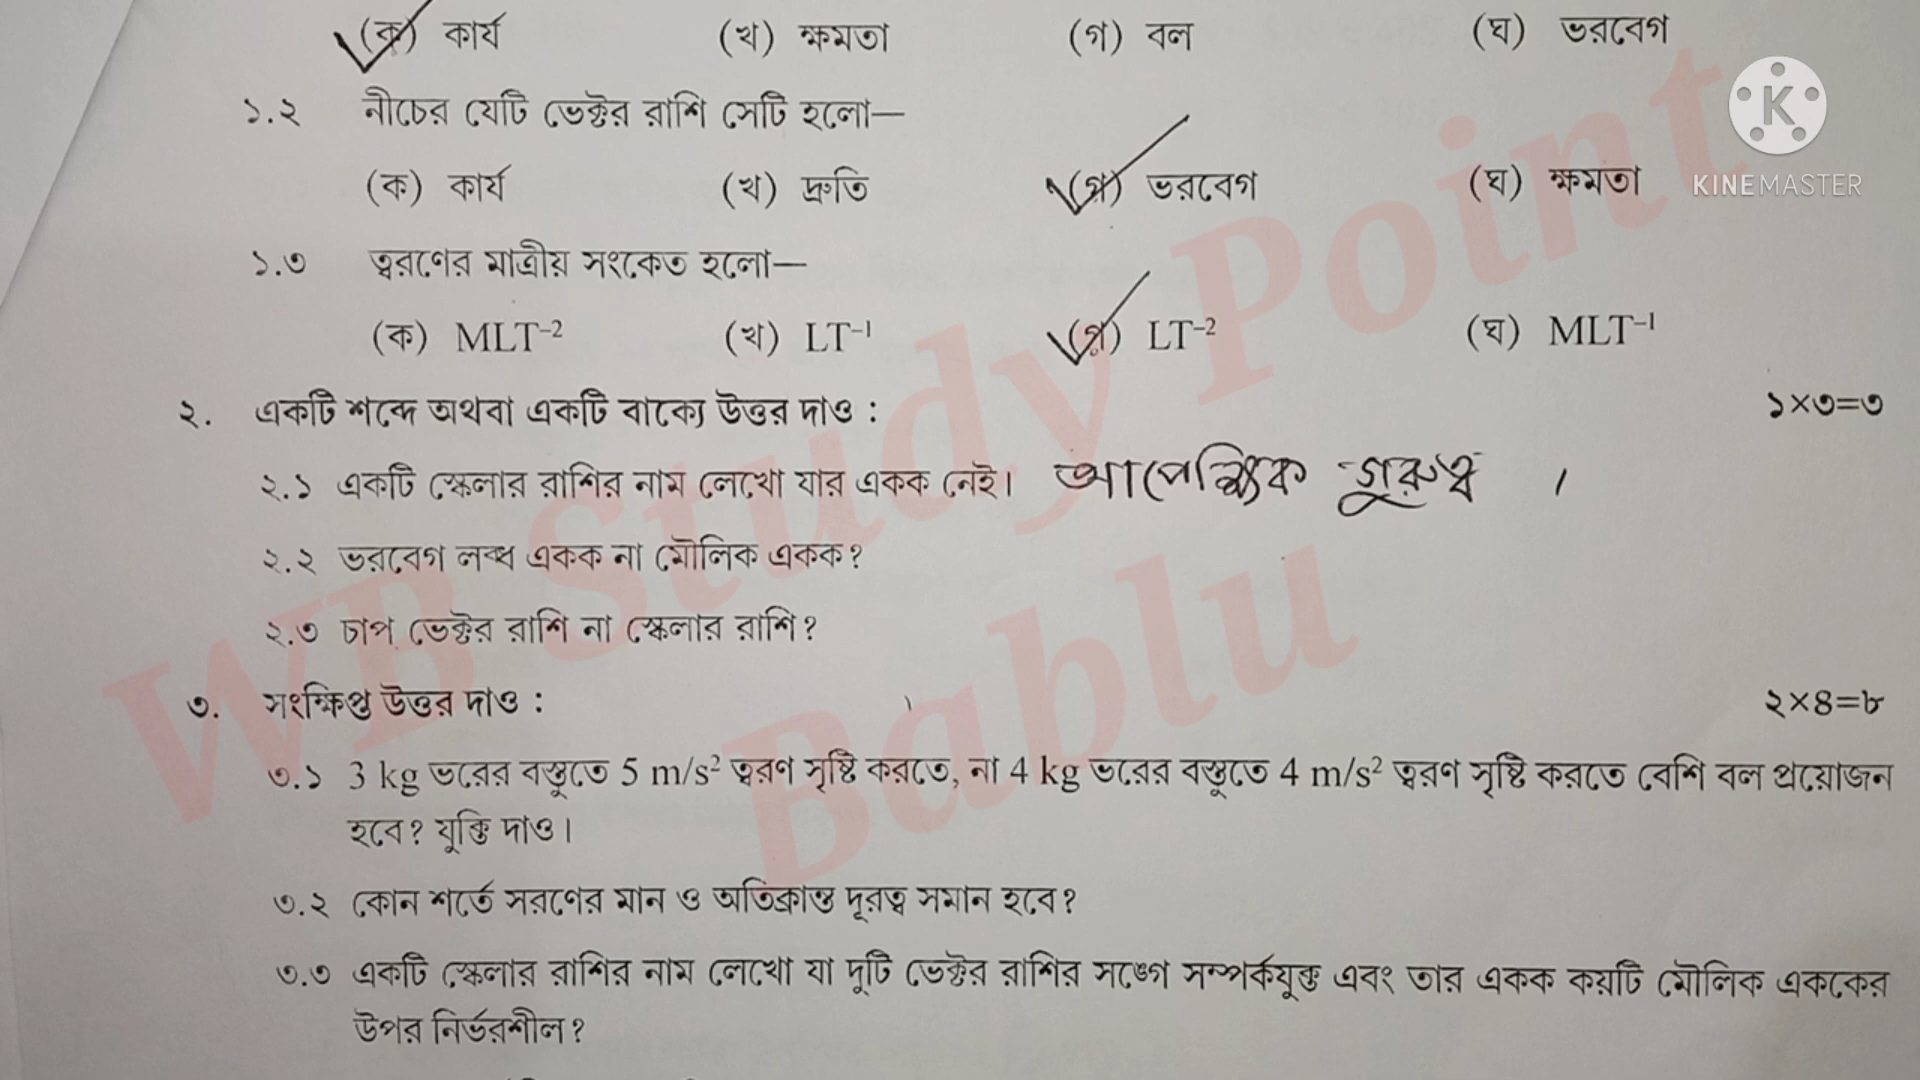 (ক) কার্য (খ) ক্ষমতা (গ) বল (ঘ) ভরবেগ
K
KINEMASTER
১.২ নীচের যেটি ভেক্টর রাশি সেটি হলো—
(ক) কার্য (খ) দ্রুতি (গ) ভরবেগ (ঘ) ক্ষমতা
১.৩ ত্বরণের মাত্রীয় সংকেত হলো—
(ক) MLT⁻² (খ) LT⁻¹ (গ) LT⁻² (ঘ) MLT⁻¹
২. একটি শব্দে অথবা একটি বাক্যে উত্তর দাও : ১×৩=৩
২.১ একটি স্কেলার রাশির নাম লেখো যার একক নেই। আপেক্ষিক গুরুত্ব ।
২.২ ভরবেগ লব্ধ একক না মৌলিক একক?
২.৩ চাপ ভেক্টর রাশি না স্কেলার রাশি?
৩. সংক্ষিপ্ত উত্তর দাও : ২×৪=৮
৩.১ 3 kg ভরের বস্তুতে 5 m/s² ত্বরণ সৃষ্টি করতে, না 4 kg ভরের বস্তুতে 4 m/s² ত্বরণ সৃষ্টি করতে বেশি বল প্রয়োজন
হবে? যুক্তি দাও।
৩.২ কোন শর্তে সরণের মান ও অতিক্রান্ত দূরত্ব সমান হবে?
৩.৩ একটি স্কেলার রাশির নাম লেখো যা দুটি ভেক্টর রাশির সঙ্গে সম্পর্কযুক্ত এবং তার একক কয়টি মৌলিক এককের
উপর নির্ভরশীল?
WB Study Point
Bablu